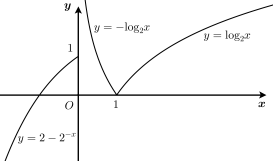 y
y = −log₂x
y = log₂x
1
O
1
x
y = 2 − 2⁻ˣ